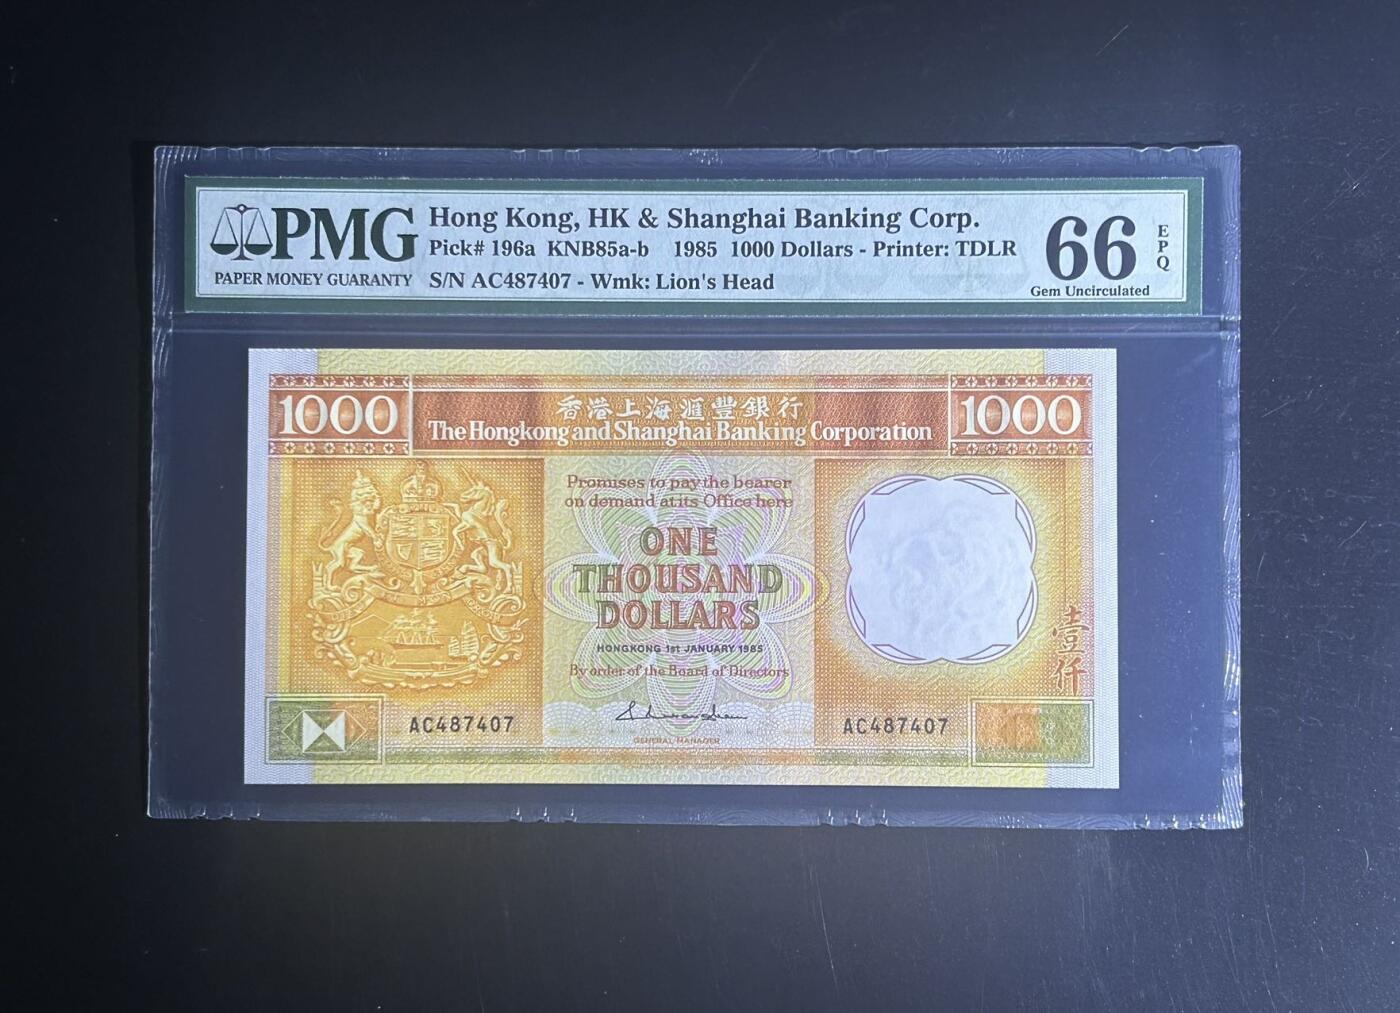 PMG
PAPER MONEY GUARANTY
Hong Kong, HK & Shanghai Banking Corp.
Pick# 196a KNB85a-b 1985 1000 Dollars - Printer: TDLR
S/N AC487407 - Wmk: Lion's Head
66
EPQ
Gem Uncirculated
1000
香港上海滙豐銀行
The Hongkong and Shanghai Banking Corporation
1000
Promises to pay the bearer
on demand at its Office here
ONE
THOUSAND
DOLLARS
HONGKONG 1st JANUARY 1985
By order of the Board of Directors
壹仟
AC487407
GENERAL MANAGER
AC487407